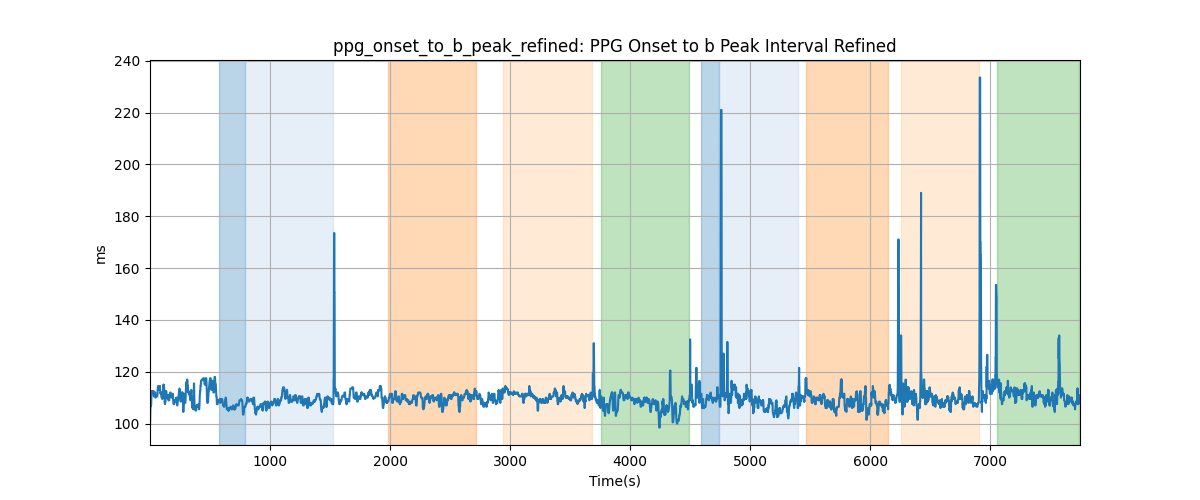 ppg_onset_to_b_peak_refined: PPG Onset to b Peak Interval Refined
240
220
200
180
160
140
120
100
ms
1000 2000 3000 4000 5000 6000 7000
Time(s)